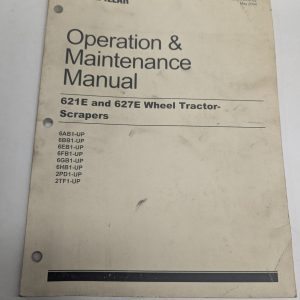 Operation &
Maintenance
Manual
621E and 627E Wheel Tractor-
Scrapers
6AB1-UP
6BB1-UP
6EB1-UP
6FB1-UP
6GB1-UP
6HB1-UP
2PD1-UP
2TF1-UP